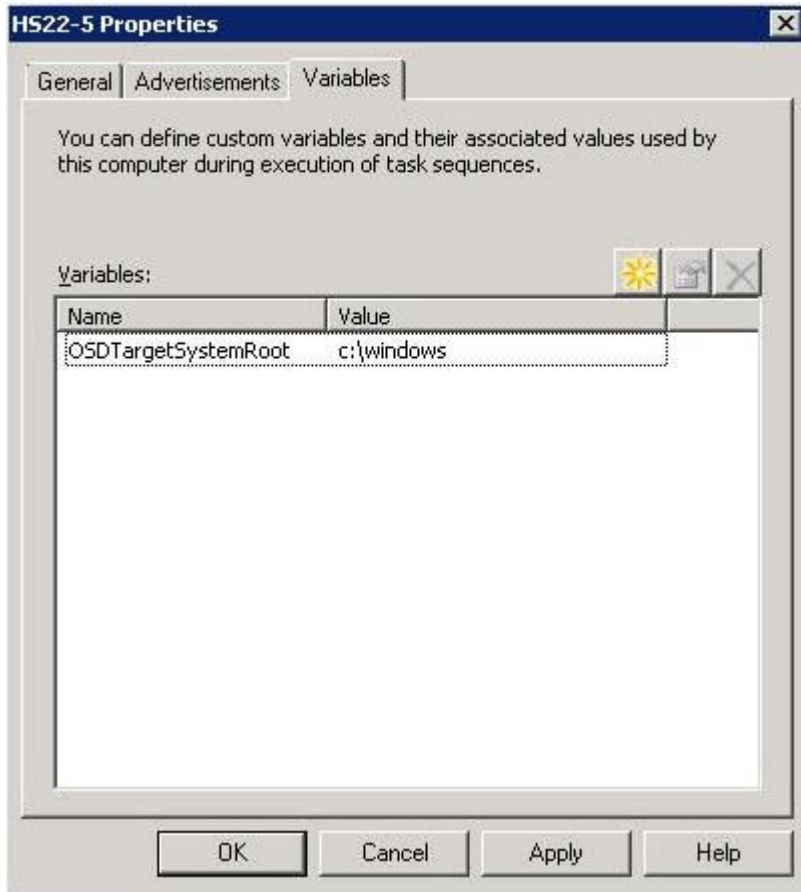 HS22-5 Properties
General
Advertisements
Variables
You can define custom variables and their associated values used by
this computer during execution of task sequences.
Variables:
Name
Value
OSDTargetSystemRoot
c:\windows
OK
Cancel
Apply
Help